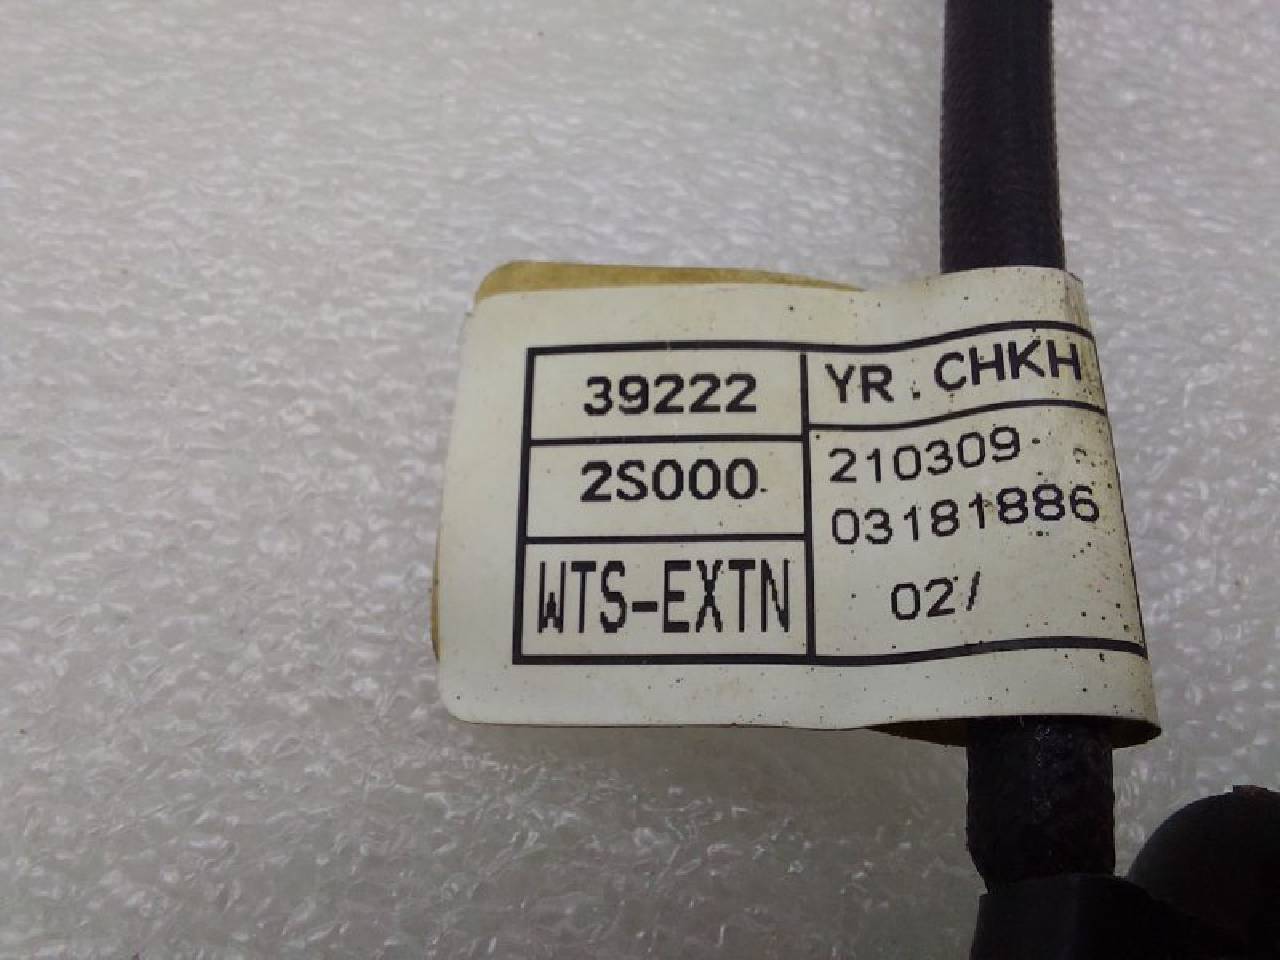 39222
2S000
WTS-EXTN
YR. CHKH
210309
03181886
02/